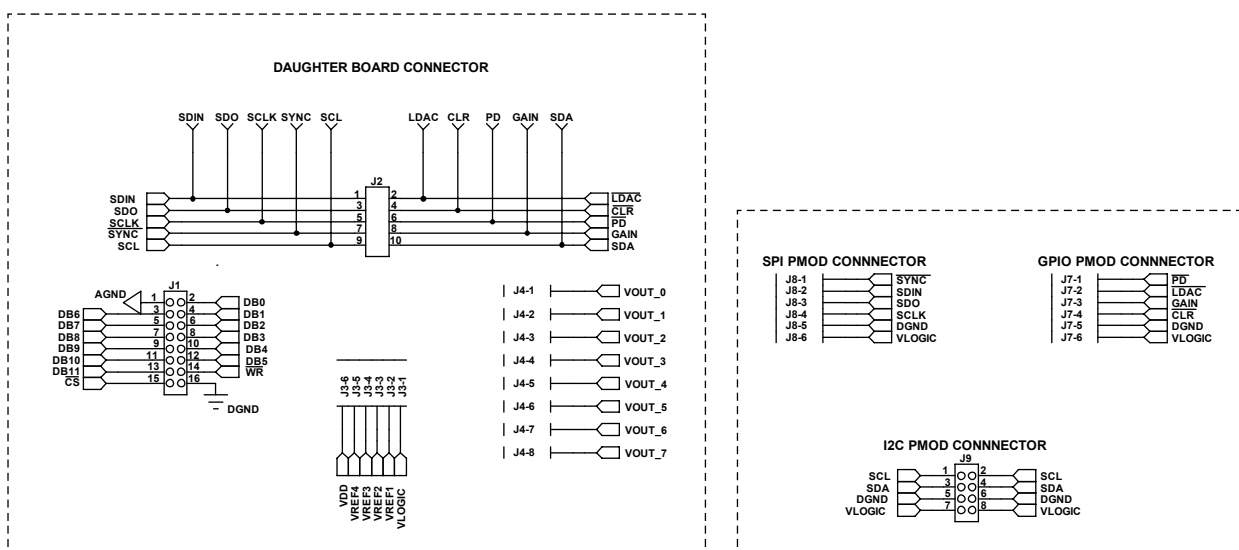 DAUGHTER BOARD CONNECTOR
SDIN SDO SCLK SYNC SCL LDAC CLR PD GAIN SDA
J2
SDIN 1 2 LDAC
SDO 3 4 CLR
SCLK 5 6 PD
SYNC 7 8 GAIN
SCL 9 10 SDA
J1
AGND 1 2 DB0
DB6 3 4 DB1
DB7 5 6 DB2
DB8 7 8 DB3
DB9 9 10 DB4
DB10 11 12 DB5
DB11 13 14 WR
CS 15 16
DGND
J3-6 J3-5 J3-4 J3-3 J3-2 J3-1
VDD VREF4 VREF3 VREF2 VREF1 VLOGIC
J4-1 VOUT_0
J4-2 VOUT_1
J4-3 VOUT_2
J4-4 VOUT_3
J4-5 VOUT_4
J4-6 VOUT_5
J4-7 VOUT_6
J4-8 VOUT_7
SPI PMOD CONNNECTOR
J8-1 SYNC
J8-2 SDIN
J8-3 SDO
J8-4 SCLK
J8-5 DGND
J8-6 VLOGIC
GPIO PMOD CONNNECTOR
J7-1 PD
J7-2 LDAC
J7-3 GAIN
J7-4 CLR
J7-5 DGND
J7-6 VLOGIC
I2C PMOD CONNNECTOR
J9
SCL 1 2 SCL
SDA 3 4 SDA
DGND 5 6 DGND
VLOGIC 7 8 VLOGIC